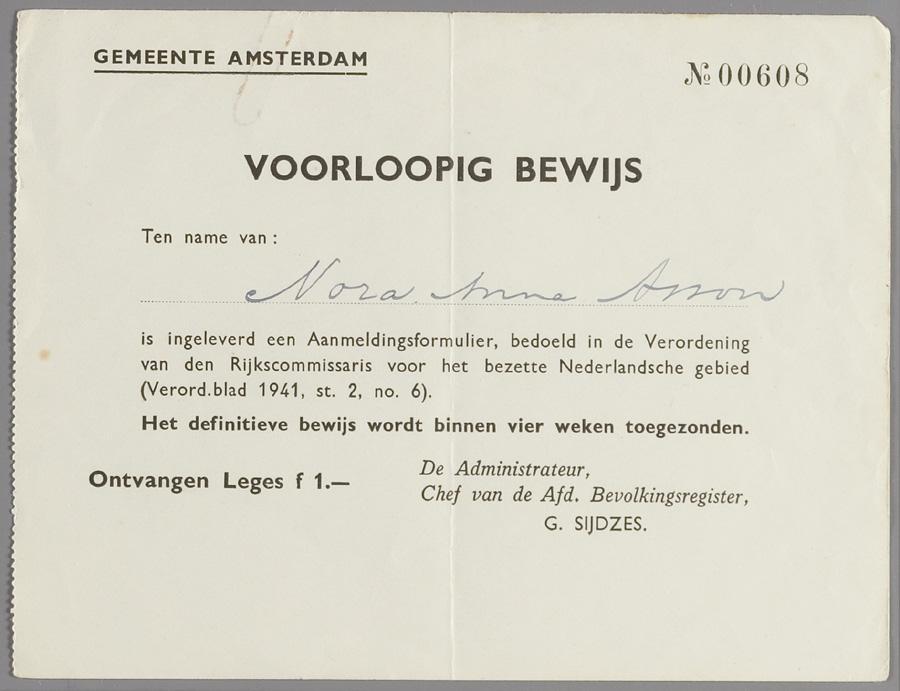 GEMEENTE AMSTERDAM
№ 00608
VOORLOOPIG BEWIJS
Ten name van :
Nora Anna Asson
is ingeleverd een Aanmeldingsformulier, bedoeld in de Verordening
van den Rijkscommissaris voor het bezette Nederlandsche gebied
(Verord.blad 1941, st. 2, no. 6).
Het definitieve bewijs wordt binnen vier weken toegezonden.
Ontvangen Leges f 1.—
De Administrateur,
Chef van de Afd. Bevolkingsregister,
G. SIJDZES.